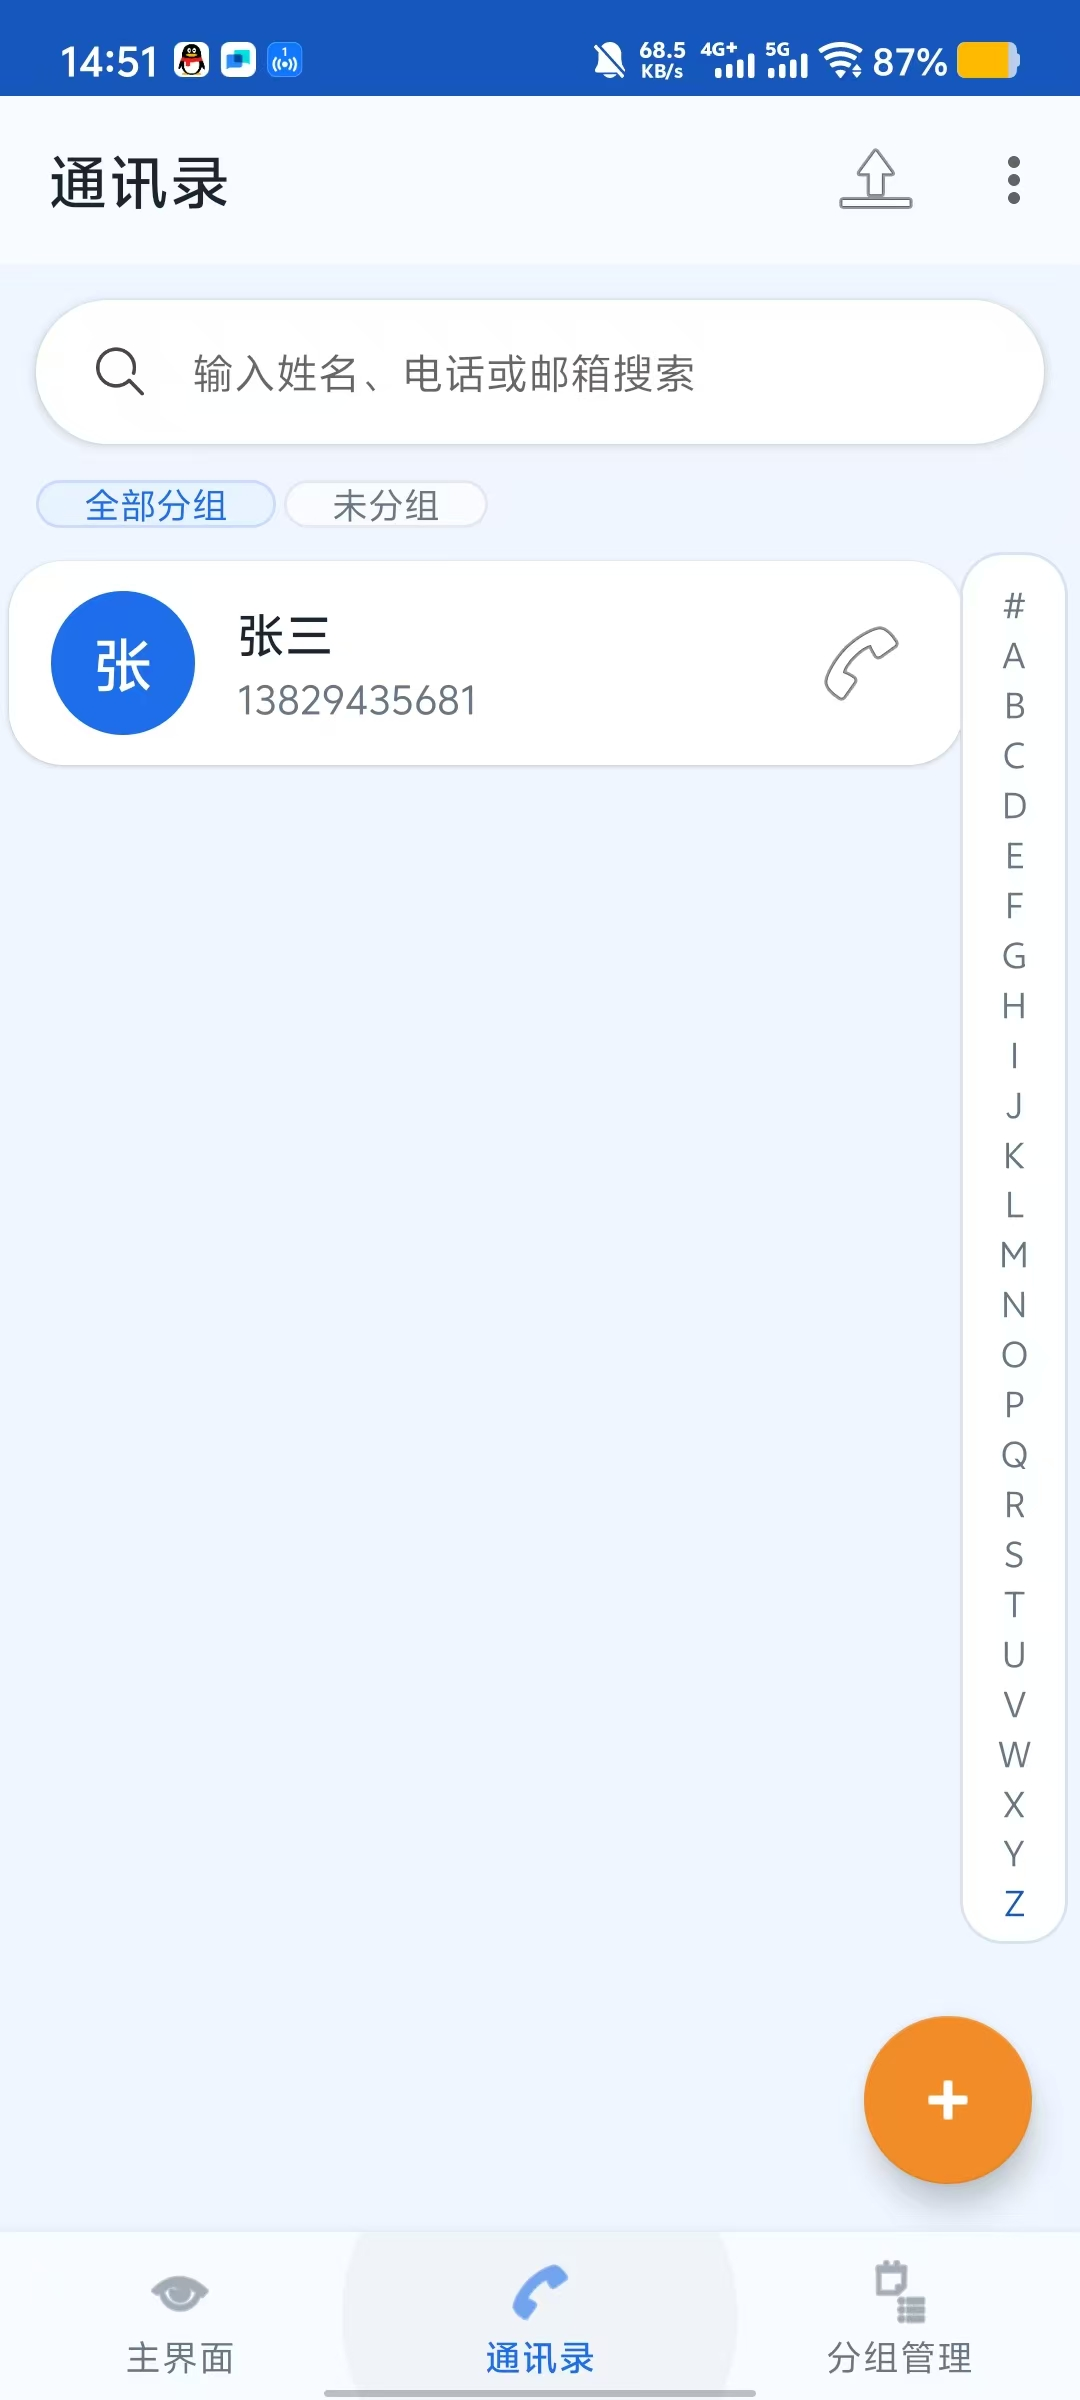 14:51 1 68.5 KB/s 4G+ 5G 87%
通讯录
输入姓名、电话或邮箱搜索
全部分组 未分组
张
张三
13829435681
#
A
B
C
D
E
F
G
H
I
J
K
L
M
N
O
P
Q
R
S
T
U
V
W
X
Y
Z
+
主界面 通讯录 分组管理